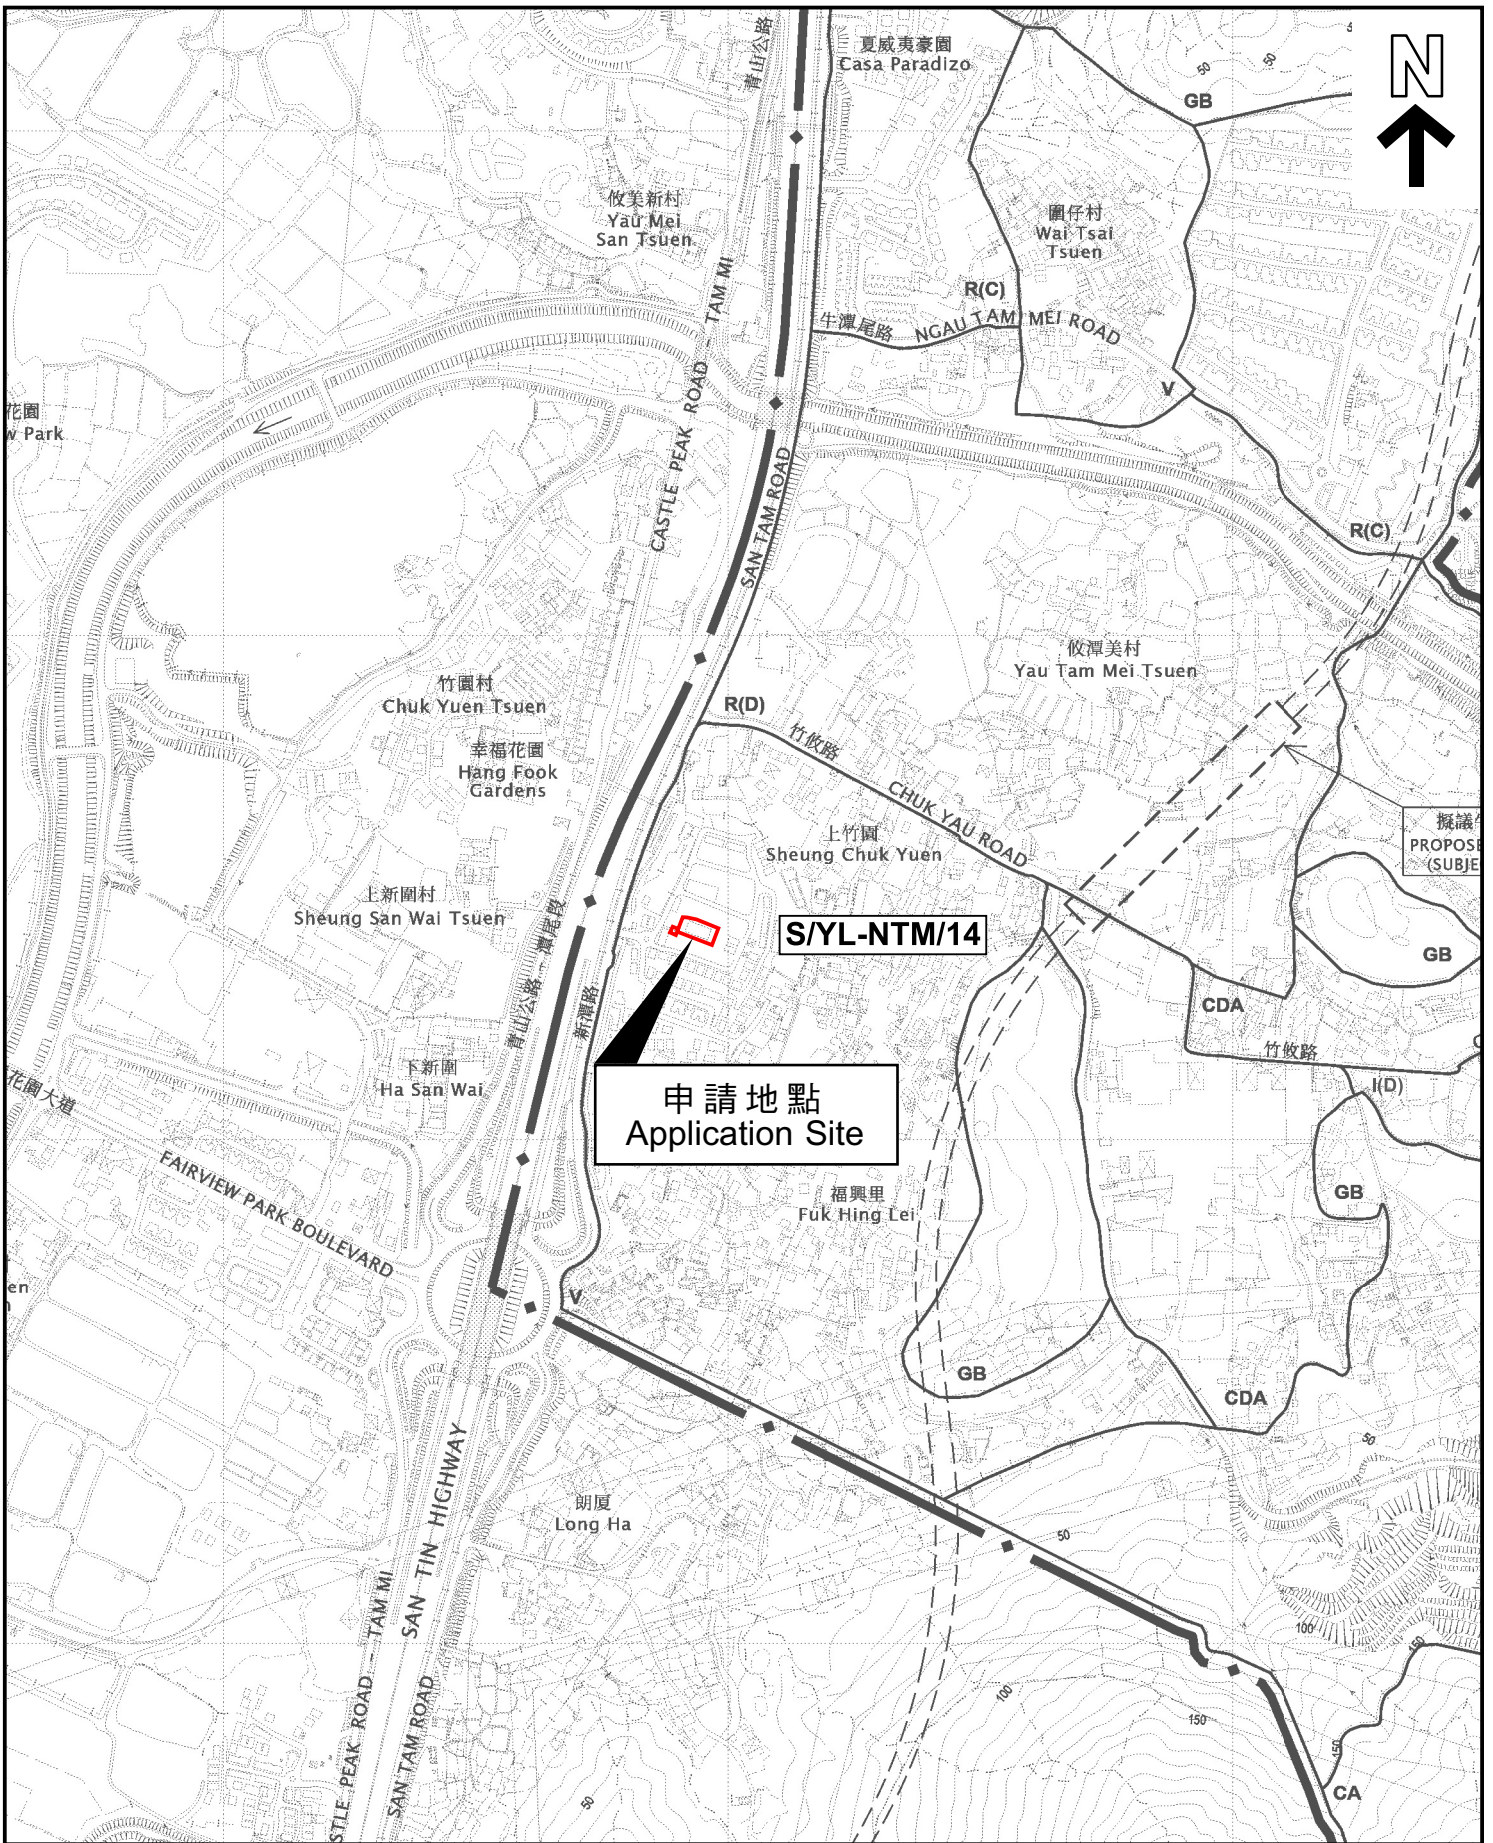 青山公路
夏威夷豪園
Casa Paradizo
50
50
N
GB
攸美新村
Yau Mei
San Tsuen
圍仔村
Wai Tsai
Tsuen
R(C)
牛潭尾路 NGAU TAM MEI ROAD
CASTLE PEAK ROAD - TAM MI
V
花園
w Park
SAN TAM ROAD
R(C)
攸潭美村
Yau Tam Mei Tsuen
竹園村
Chuk Yuen Tsuen
R(D)
竹攸路
CHUK YAU ROAD
幸福花園
Hang Fook
Gardens
上竹園
Sheung Chuk Yuen
擬議
PROPOSE
(SUBJE
上新圍村
Sheung San Wai Tsuen
青山公路 - 潭尾段
S/YL-NTM/14
GB
CDA
新潭路
竹攸路
下新圍
Ha San Wai
申請地點
Application Site
I(D)
花園大道
FAIRVIEW PARK BOULEVARD
福興里
Fuk Hing Lei
GB
en
V
GB
CDA
50
SAN TIN HIGHWAY
朗厦
Long Ha
50
CASTLE PEAK ROAD - TAM MI
SAN TAM ROAD
100
150
100
150
150
50
CA